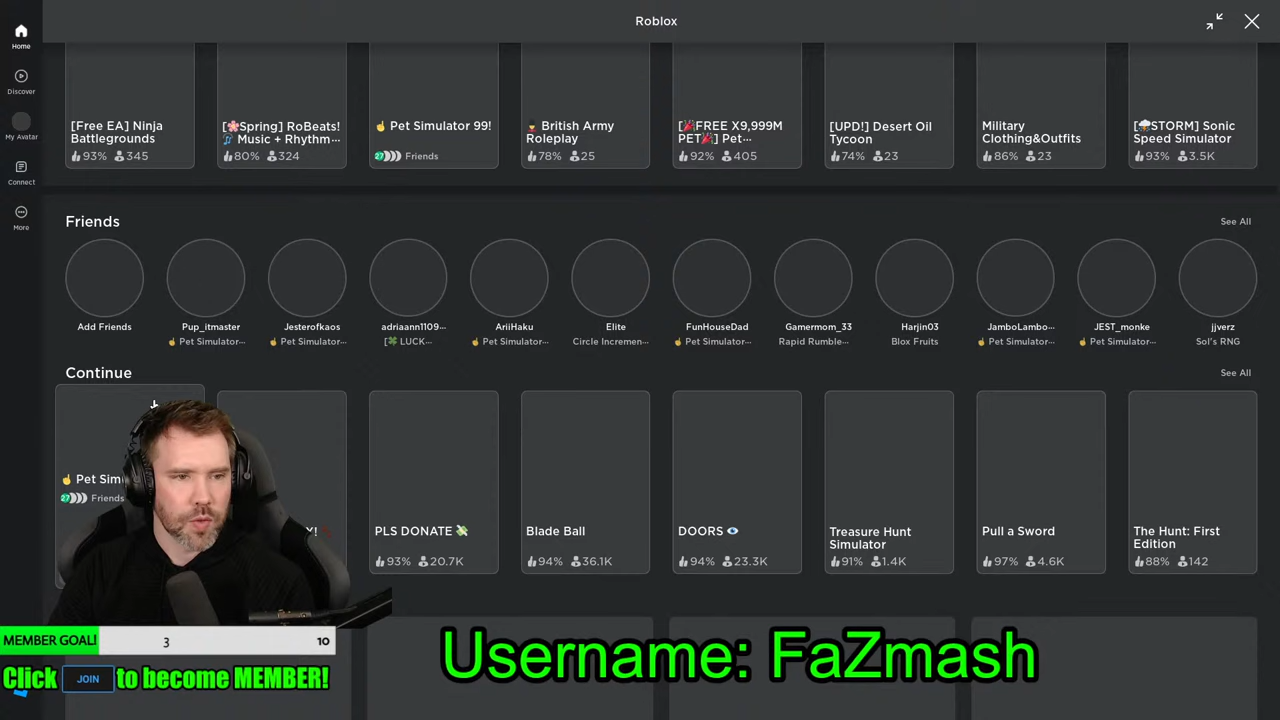 Roblox
Home
Discover
My Avatar
Connect
More
[Free EA] Ninja
Battlegrounds
93% 345
[🌸Spring] RoBeats!
🎵 Music + Rhythm...
80% 324
☝ Pet Simulator 99!
27 Friends
British Army
Roleplay
78% 25
[🎉FREE X9,999M
PET🎉] Pet...
92% 405
[UPD!] Desert Oil
Tycoon
74% 23
Military
Clothing&Outfits
86% 23
[⛈STORM] Sonic
Speed Simulator
93% 3.5K
Friends
See All
Add Friends
Pup_itmaster
☝ Pet Simulator...
Jesterofkaos
☝ Pet Simulator...
adriaann1109...
[🍀 LUCK...
AriiHaku
☝ Pet Simulator...
Elite
Circle Incremen...
FunHouseDad
☝ Pet Simulator...
Gamermom_33
Rapid Rumble...
Harjin03
Blox Fruits
JamboLambo...
☝ Pet Simulator...
JEST_monke
☝ Pet Simulator...
jjverz
Sol's RNG
Continue
See All
☝ Pet Sim
27 Friends
PLS DONATE 💸
93% 20.7K
Blade Ball
94% 36.1K
DOORS 👁
94% 23.3K
Treasure Hunt
Simulator
91% 1.4K
Pull a Sword
97% 4.6K
The Hunt: First
Edition
88% 142
MEMBER GOAL! 3 10
Click JOIN to become MEMBER!
Username: FaZmash